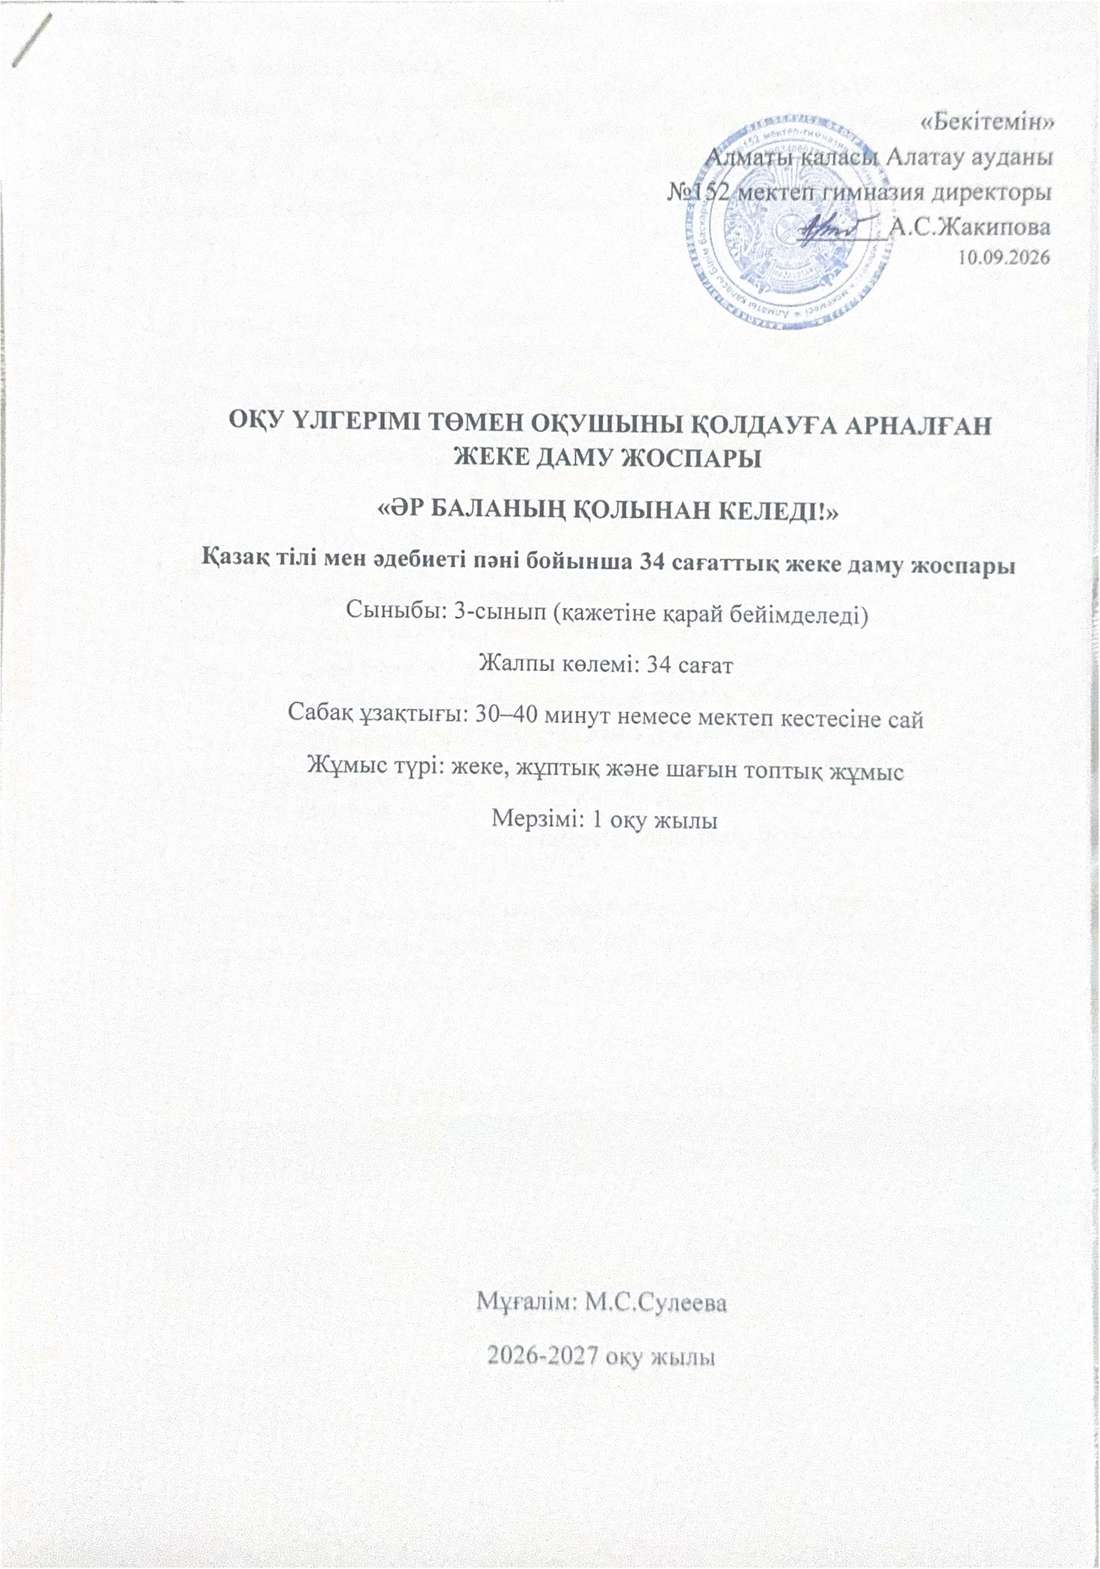 «Бекітемін»
Алматы қаласы Алатау ауданы
№152 мектеп гимназия директоры
А.С.Жакипова
10.09.2026
ОҚУ ҮЛГЕРІМІ ТӨМЕН ОҚУШЫНЫ ҚОЛДАУҒА АРНАЛҒАН
ЖЕКЕ ДАМУ ЖОСПАРЫ
«ӘР БАЛАНЫҢ ҚОЛЫНАН КЕЛЕДІ!»
Қазақ тілі мен әдебиеті пәні бойынша 34 сағаттық жеке даму жоспары
Сыныбы: 3-сынып (қажетіне қарай бейімделеді)
Жалпы көлемі: 34 сағат
Сабақ ұзақтығы: 30–40 минут немесе мектеп кестесіне сай
Жұмыс түрі: жеке, жұптық және шағын топтық жұмыс
Мерзімі: 1 оқу жылы
Мұғалім: М.С.Сулеева
2026-2027 оқу жылы